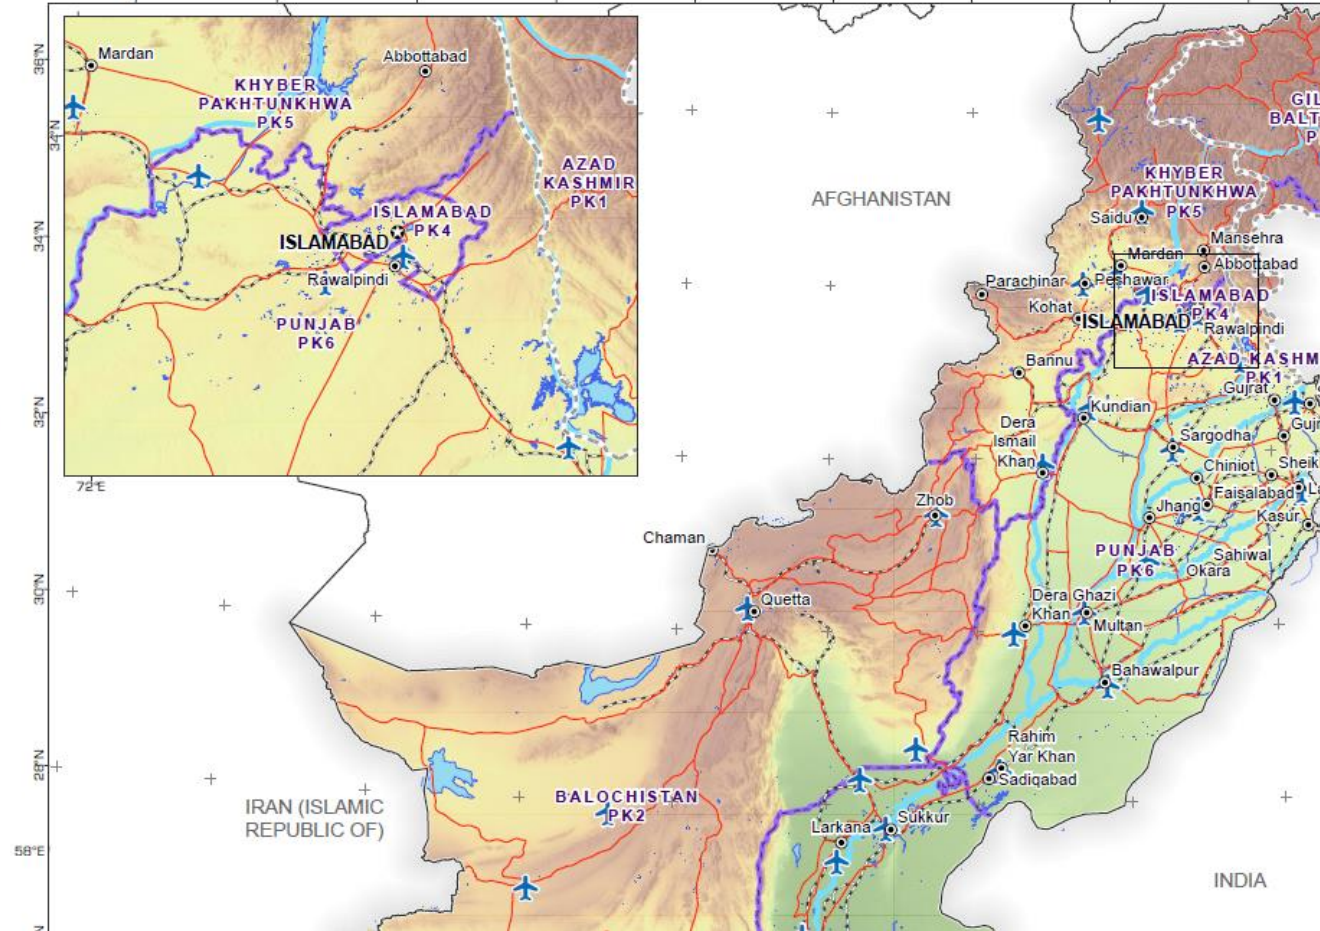 36°N
34°N
34°N
32°N
30°N
28°N
58°E
72°E
Mardan
Abbottabad
KHYBER
PAKHTUNKHWA
PK5
AZAD
KASHMIR
PK1
ISLAMABAD
PK4
ISLAMABAD
Rawalpindi
PUNJAB
PK6
AFGHANISTAN
GIL
BALT
P
KHYBER
PAKHTUNKHWA
PK5
Saidu
Mansehra
Mardan
Abbottabad
Parachinar
Peshawar
Kohat
ISLAMABAD
PK4
ISLAMABAD
Rawalpindi
Bannu
AZAD KASHM
PK1
Gujrat
Kundian
Dera
Ismail
Khan
Sargodha
Guj
Chiniot
Sheik
Zhob
Jhang
Faisalabad
La
Kasur
Chaman
PUNJAB
PK6
Sahiwal
Okara
Quetta
Dera Ghazi
Khan
Multan
Bahawalpur
Rahim
Yar Khan
Sadiqabad
IRAN (ISLAMIC
REPUBLIC OF)
BALOCHISTAN
PK2
Larkana
Sukkur
INDIA